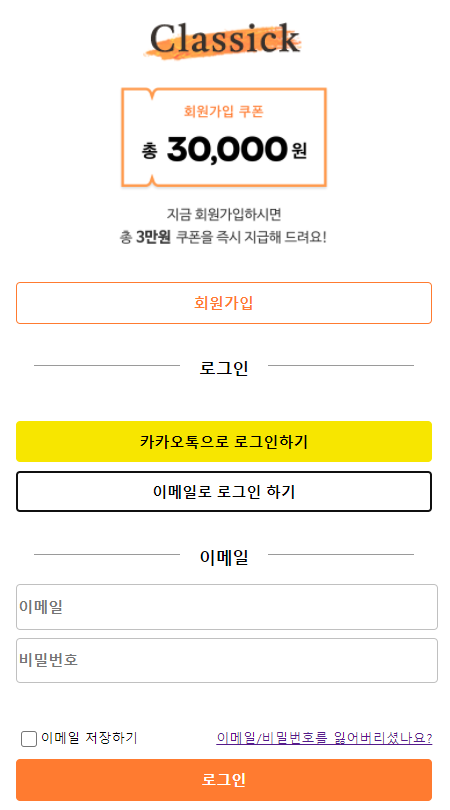 Classick
회원가입 쿠폰
총 30,000원
지금 회원가입하시면
총 3만원 쿠폰을 즉시 지급해 드려요!
회원가입
로그인
카카오톡으로 로그인하기
이메일로 로그인 하기
이메일
이메일
비밀번호
이메일 저장하기 이메일/비밀번호를 잃어버리셨나요?
로그인